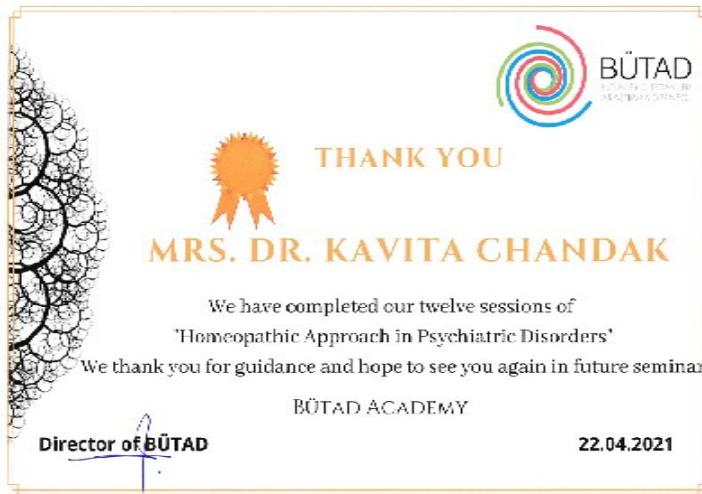 BÜTAD
THANK YOU
MRS. DR. KAVITA CHANDAK
We have completed our twelve sessions of
"Homeopathic Approach in Psychiatric Disorders"
We thank you for guidance and hope to see you again in future seminar
BÜTAD ACADEMY
Director of BÜTAD
22.04.2021